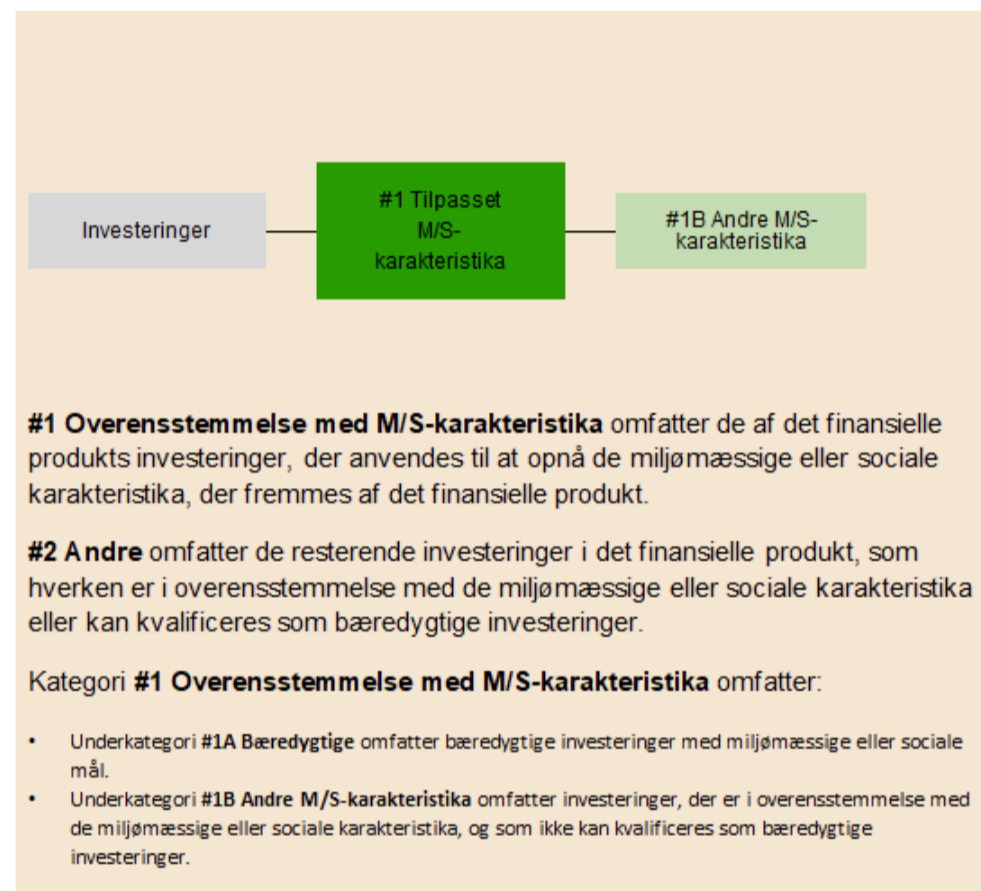 Investeringer
#1 Tilpasset
M/S-
karakteristika
#1B Andre M/S-
karakteristika
#1 Overensstemmelse med M/S-karakteristika omfatter de af det finansielle
produkts investeringer, der anvendes til at opnå de miljømæssige eller sociale
karakteristika, der fremmes af det finansielle produkt.
#2 Andre omfatter de resterende investeringer i det finansielle produkt, som
hverken er i overensstemmelse med de miljømæssige eller sociale karakteristika
eller kan kvalificeres som bæredygtige investeringer.
Kategori #1 Overensstemmelse med M/S-karakteristika omfatter:
• Underkategori #1A Bæredygtige omfatter bæredygtige investeringer med miljømæssige eller sociale
mål.
• Underkategori #1B Andre M/S-karakteristika omfatter investeringer, der er i overensstemmelse med
de miljømæssige eller sociale karakteristika, og som ikke kan kvalificeres som bæredygtige
investeringer.